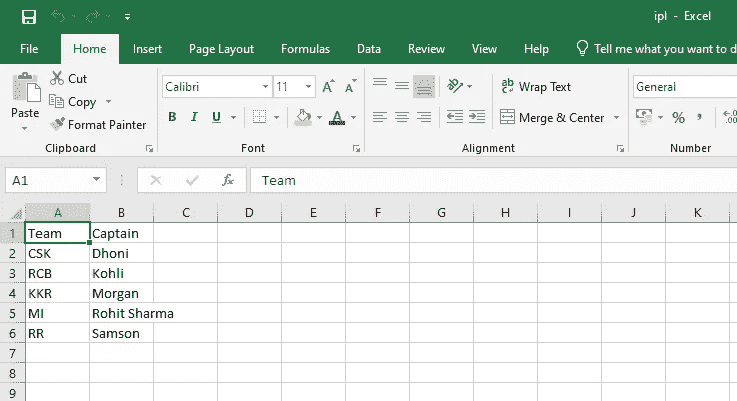 ipl - Excel
File Home Insert Page Layout Formulas Data Review View Help Tell me what you want to d
Cut
Copy
Format Painter
Paste
Clipboard
Calibri 11 A A
B I U A
Font
ab Wrap Text
Merge & Center
Alignment
General
% ,
Number
A1 fx Team
A B C D E F G H I J K
1 Team Captain
2 CSK Dhoni
3 RCB Kohli
4 KKR Morgan
5 MI Rohit Sharma
6 RR Samson
7
8
9